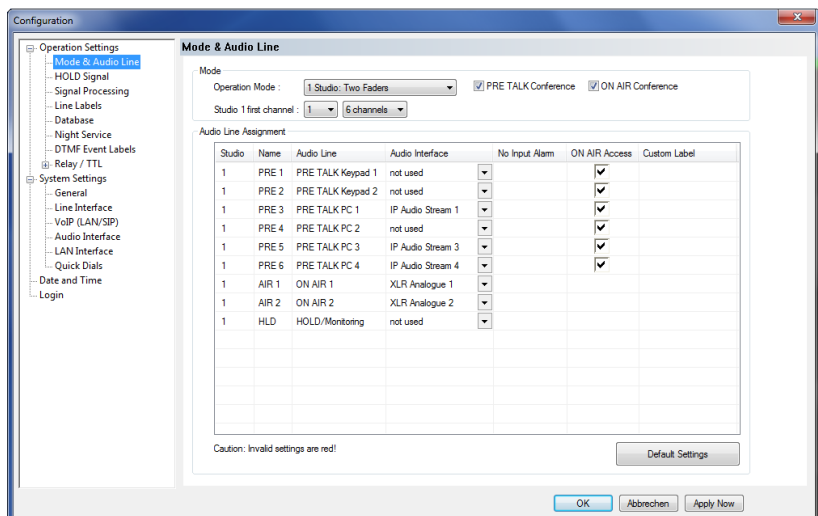 Configuration
Operation Settings
Mode & Audio Line
HOLD Signal
Signal Processing
Line Labels
Database
Night Service
DTMF Event Labels
Relay / TTL
System Settings
General
Line Interface
VoIP (LAN/SIP)
Audio Interface
LAN Interface
Quick Dials
Date and Time
Login
Mode & Audio Line
Mode
Operation Mode : 1 Studio: Two Faders PRE TALK Conference ON AIR Conference
Studio 1 first channel : 1 6 channels
Audio Line Assignment
Studio Name Audio Line Audio Interface No Input Alarm ON AIR Access Custom Label
1 PRE 1 PRE TALK Keypad 1 not used
1 PRE 2 PRE TALK Keypad 2 not used
1 PRE 3 PRE TALK PC 1 IP Audio Stream 1
1 PRE 4 PRE TALK PC 2 not used
1 PRE 5 PRE TALK PC 3 IP Audio Stream 3
1 PRE 6 PRE TALK PC 4 IP Audio Stream 4
1 AIR 1 ON AIR 1 XLR Analogue 1
1 AIR 2 ON AIR 2 XLR Analogue 2
1 HLD HOLD/Monitoring not used
Caution: Invalid settings are red!
Default Settings
OK Abbrechen Apply Now